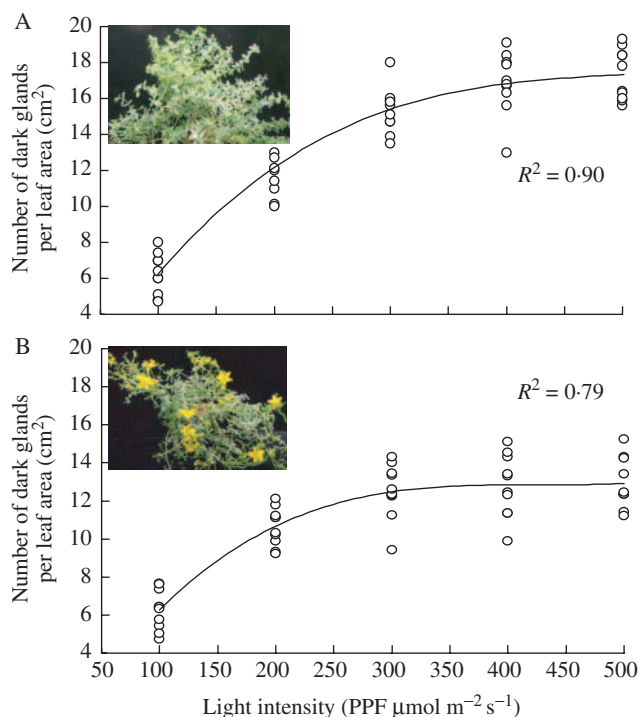 A
20
18
16
14
12
10
8
6
4
Number of dark glands
per leaf area (cm²)
R² = 0·90
B
20
18
16
14
12
10
8
6
4
Number of dark glands
per leaf area (cm²)
R² = 0·79
50 100 150 200 250 300 350 400 450 500
Light intensity (PPF μmol m⁻² s⁻¹)